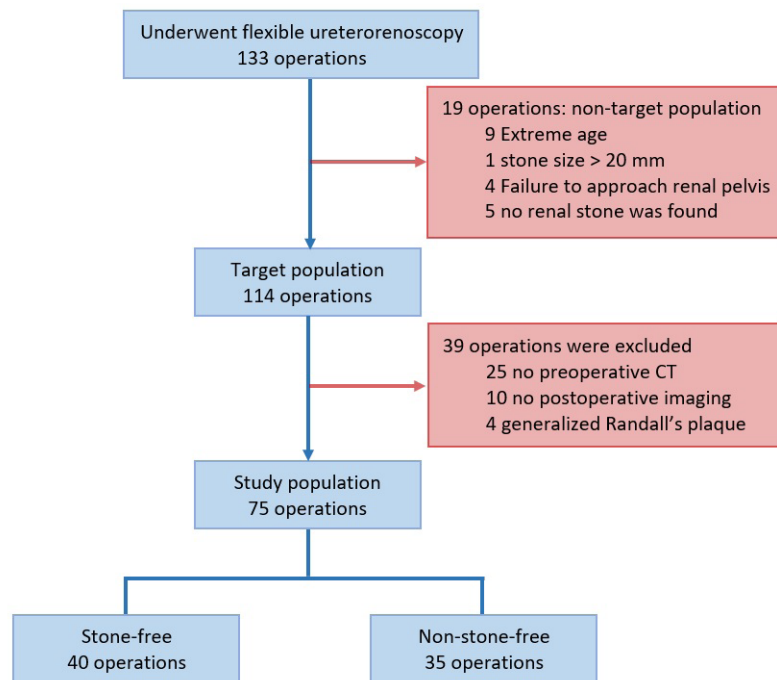 Underwent flexible ureterorenoscopy
133 operations
19 operations: non-target population
9 Extreme age
1 stone size > 20 mm
4 Failure to approach renal pelvis
5 no renal stone was found
Target population
114 operations
39 operations were excluded
25 no preoperative CT
10 no postoperative imaging
4 generalized Randall’s plaque
Study population
75 operations
Stone-free
40 operations
Non-stone-free
35 operations